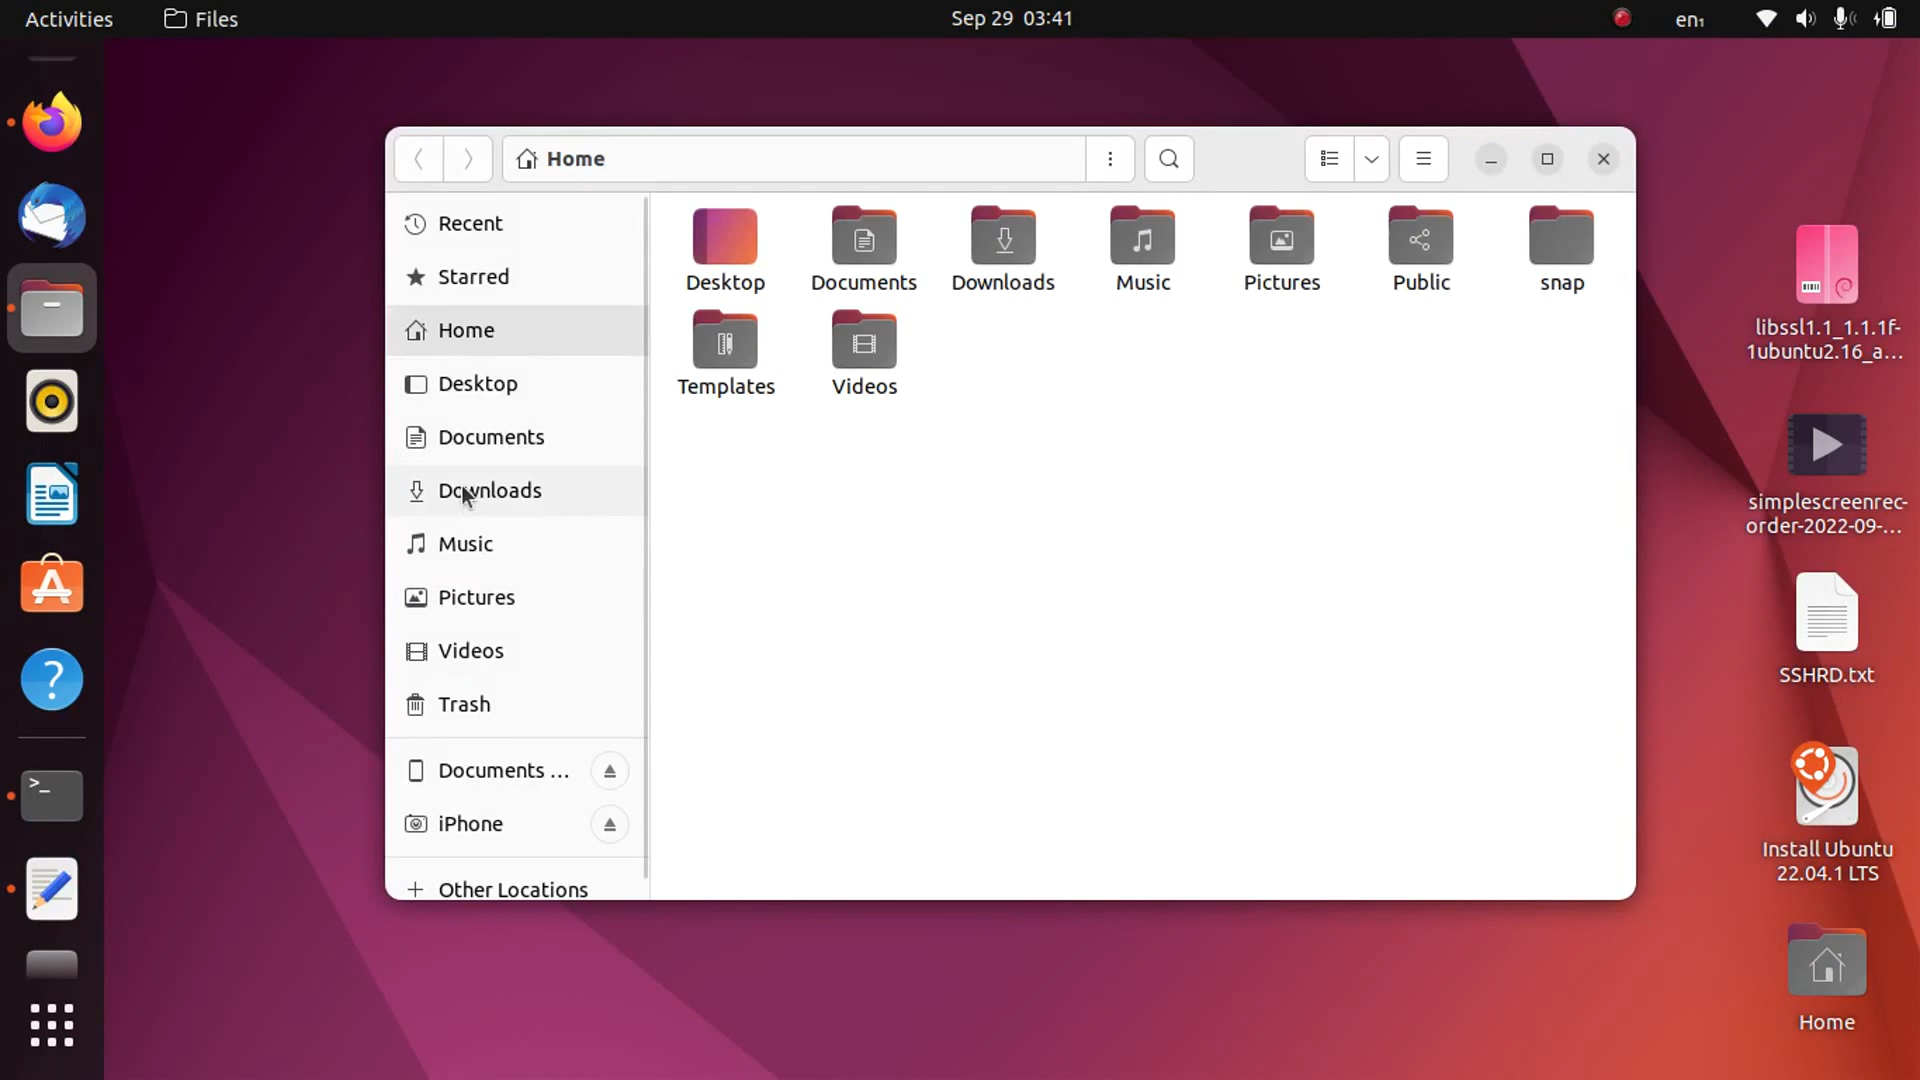 Activities
Files
Sep 29 03:41
en₁
Home
Recent
Starred
Home
Desktop
Documents
Downloads
Music
Pictures
Videos
Trash
Documents ...
iPhone
Other Locations
Desktop
Documents
Downloads
Music
Pictures
Public
snap
Templates
Videos
libssl1.1_1.1.1f-
1ubuntu2.16_a...
simplescreenrec-
order-2022-09-...
SSHRD.txt
Install Ubuntu
22.04.1 LTS
Home